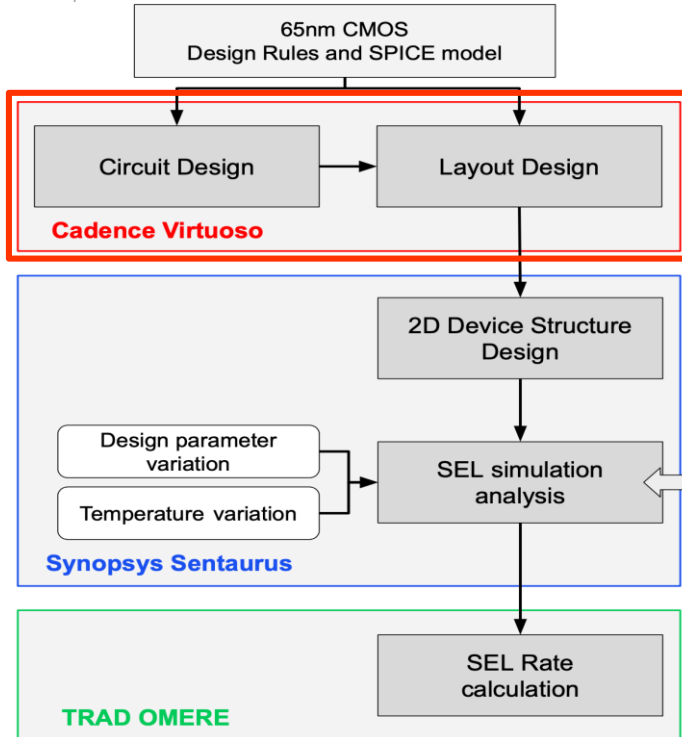 65nm CMOS
Design Rules and SPICE model
Circuit Design
Layout Design
Cadence Virtuoso
2D Device Structure
Design
Design parameter
variation
SEL simulation
analysis
Temperature variation
Synopsys Sentaurus
SEL Rate
calculation
TRAD OMERE